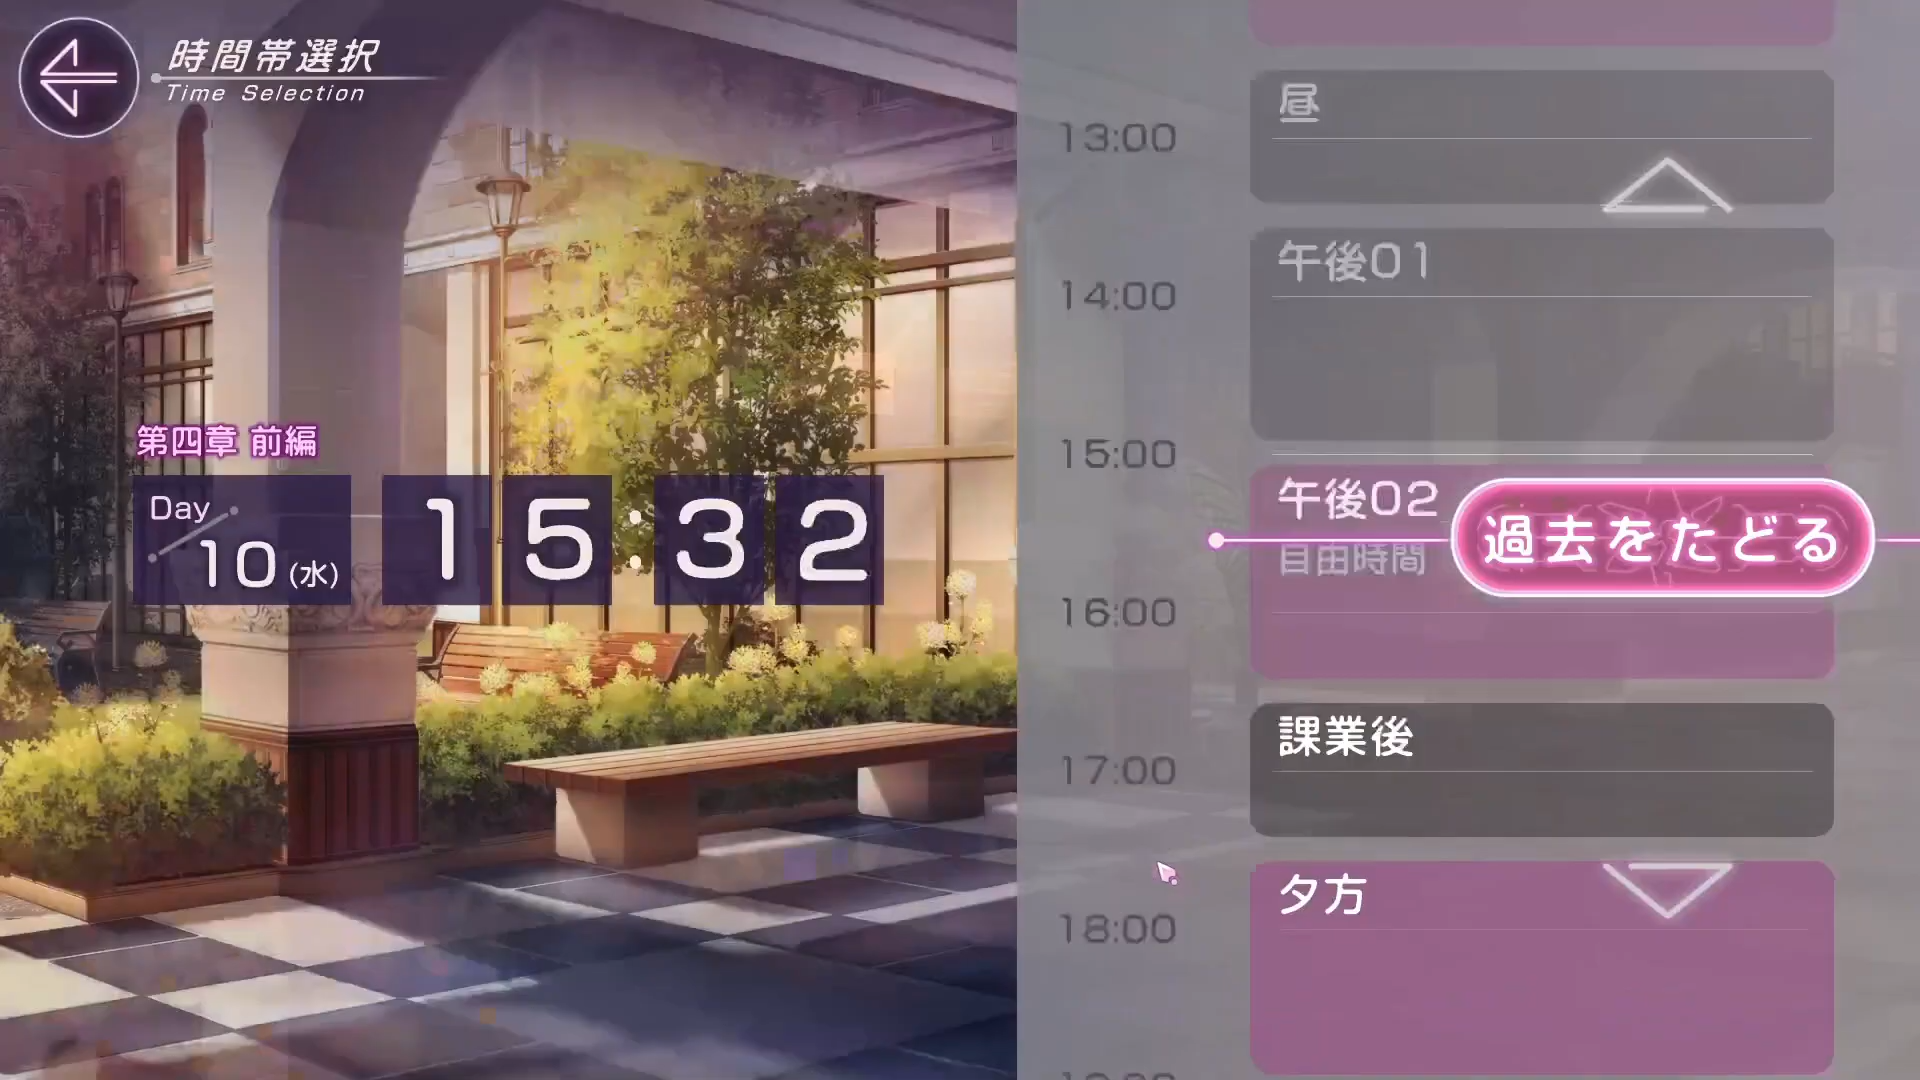 時間帯選択
Time Selection
第四章 前編
Day
10(水)
15:32
13:00
14:00
15:00
16:00
17:00
18:00
昼
午後01
午後02
自由時間
過去をたどる
課業後
夕方